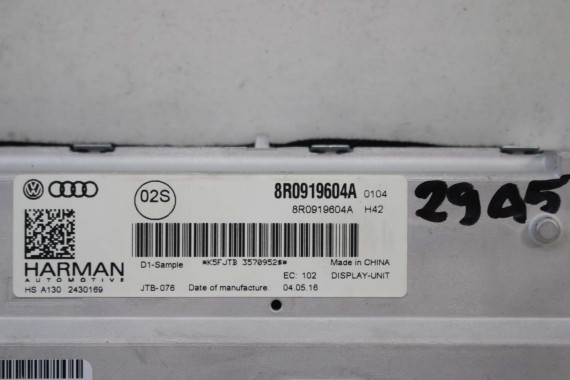 02S
8R0919604A 0104
8R0919604A H42
2945
HARMAN
AUTOMOTIVE
D1-Sample *K5FJTB 3570952#* Made in CHINA
EC: 102 DISPLAY-UNIT
HS A130 2430169 JTB-076 Date of manufacture 04.05.16